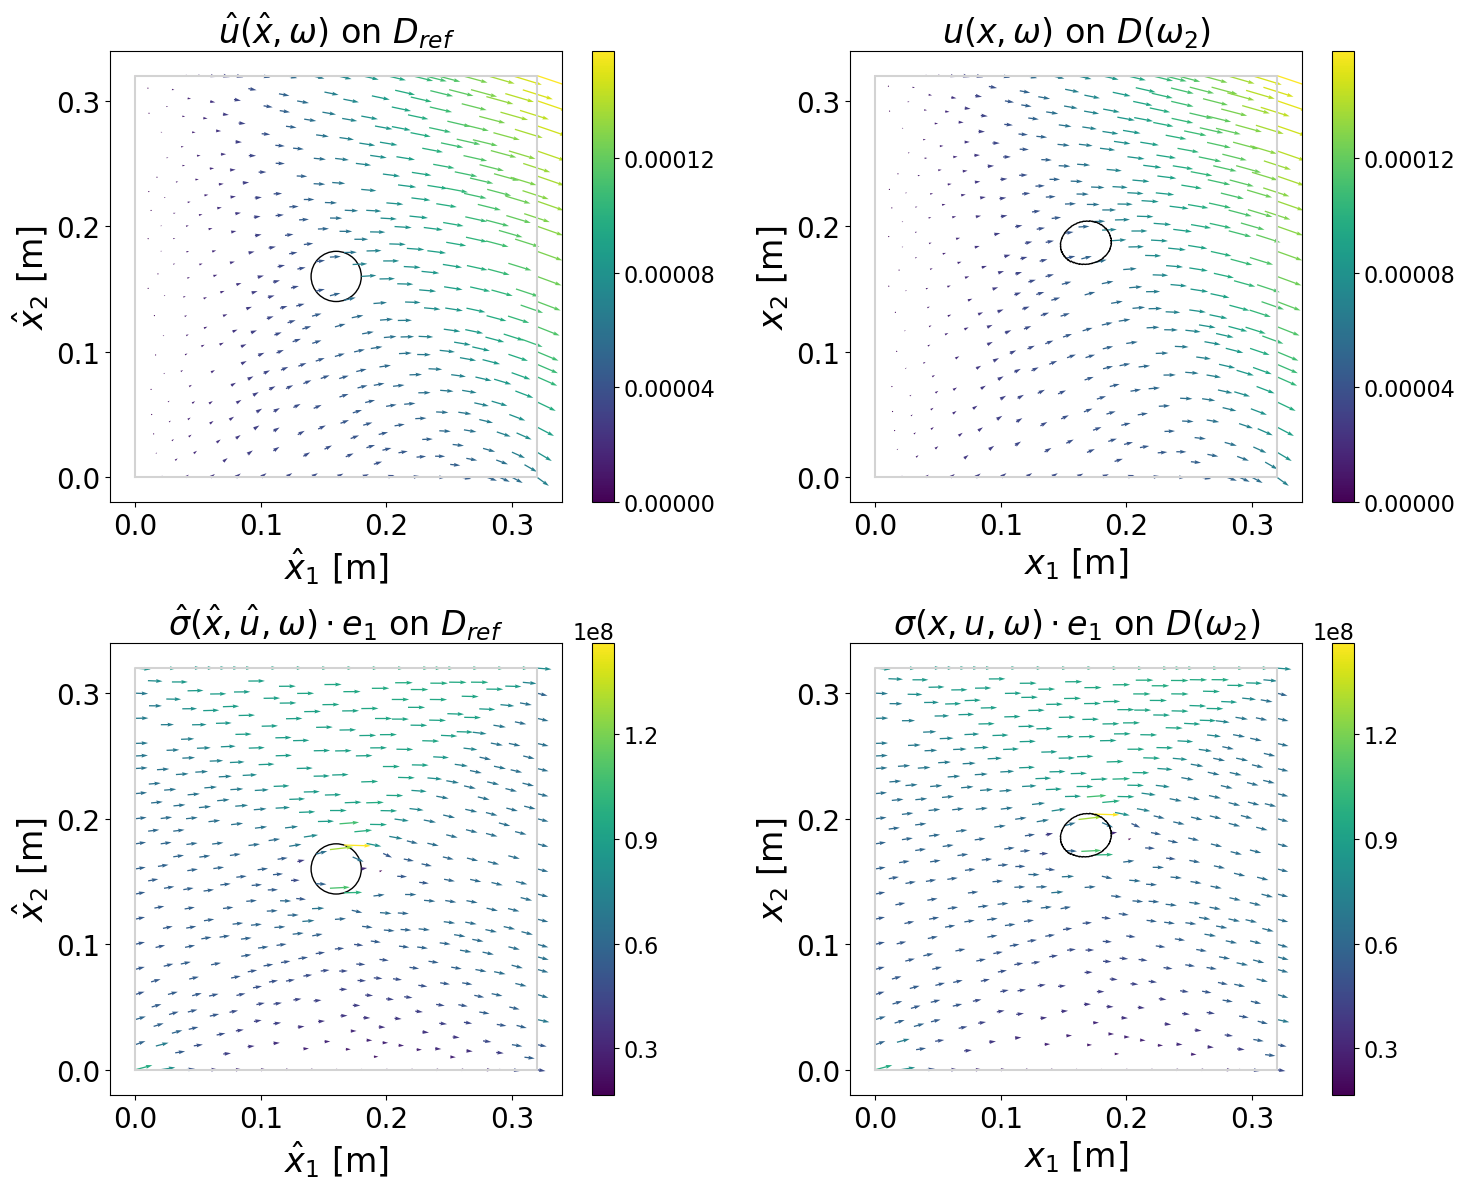 û(x̂, ω) on D_ref
0.3
0.2
0.1
0.0
x̂₂ [m]
0.0 0.1 0.2 0.3
x̂₁ [m]
0.00012
0.00008
0.00004
0.00000
u(x, ω) on D(ω₂)
0.3
0.2
0.1
0.0
x₂ [m]
0.0 0.1 0.2 0.3
x₁ [m]
0.00012
0.00008
0.00004
0.00000
σ̂(x̂, û, ω) · e₁ on D_ref
0.3
0.2
0.1
0.0
x̂₂ [m]
0.0 0.1 0.2 0.3
x̂₁ [m]
1e8
1.2
0.9
0.6
0.3
σ(x, u, ω) · e₁ on D(ω₂)
0.3
0.2
0.1
0.0
x₂ [m]
0.0 0.1 0.2 0.3
x₁ [m]
1e8
1.2
0.9
0.6
0.3